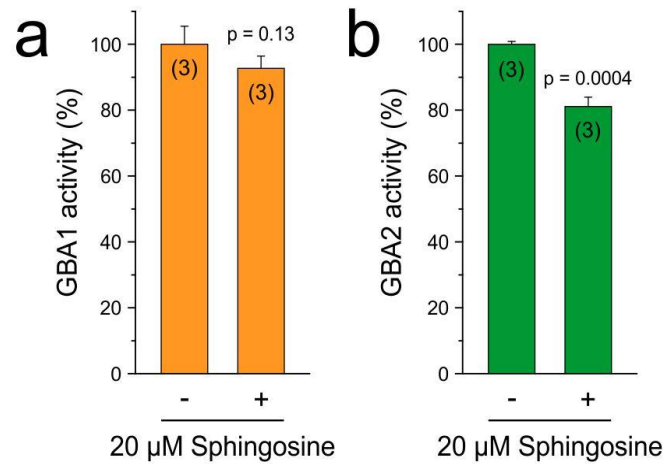 a
GBA1 activity (%)
100
80
60
40
20
0
(3)
p = 0.13
(3)
- +
20 µM Sphingosine
b
GBA2 activity (%)
100
80
60
40
20
0
(3)
p = 0.0004
(3)
- +
20 µM Sphingosine